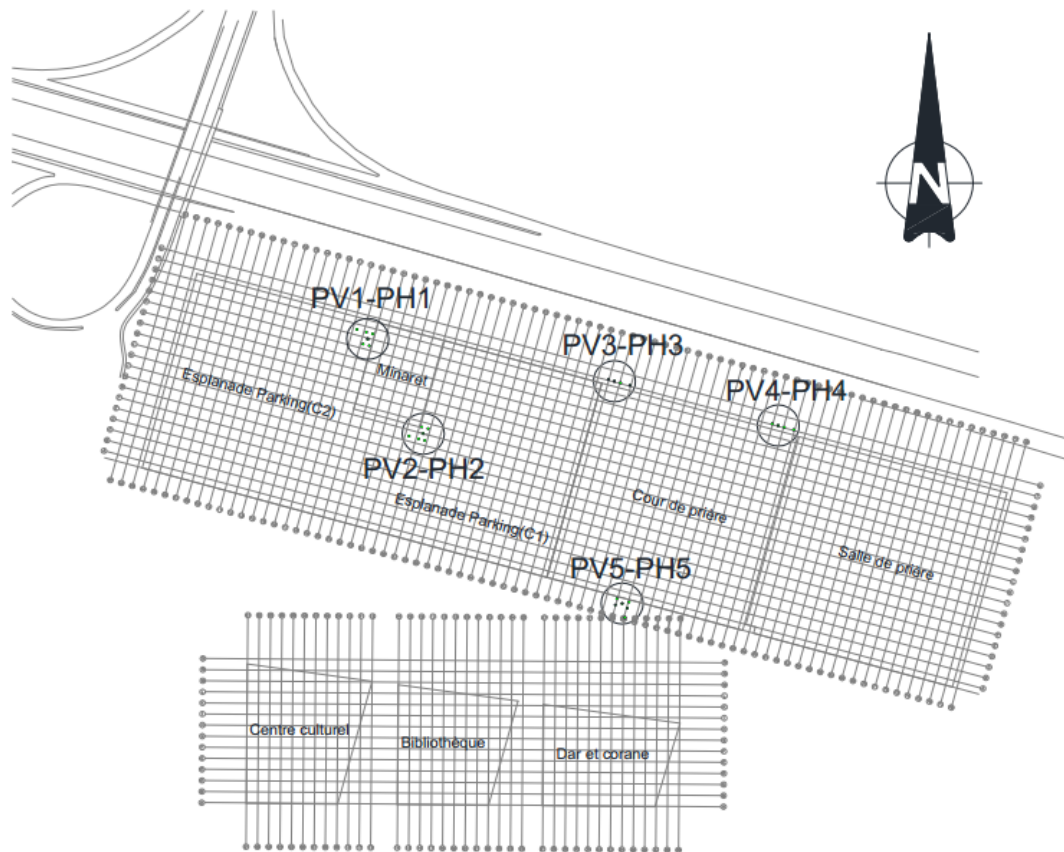 N
PV1-PH1
PV3-PH3
Minaret
Esplanade Parking(C2)
PV4-PH4
PV2-PH2
Esplanade Parking(C1)
Cour de prière
Salle de prière
PV5-PH5
Centre culturel
Bibliothèque
Dar et corane